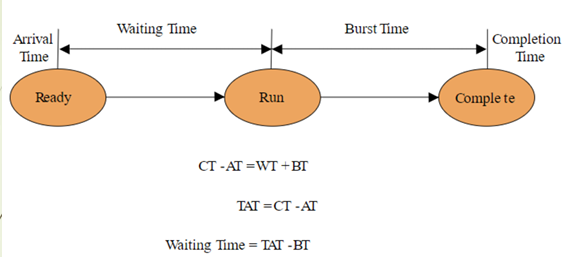 Arrival
Time
Waiting Time
Burst Time
Completion
Time
Ready
Run
Comple te
CT -AT =WT +BT
TAT =CT -AT
Waiting Time = TAT -BT